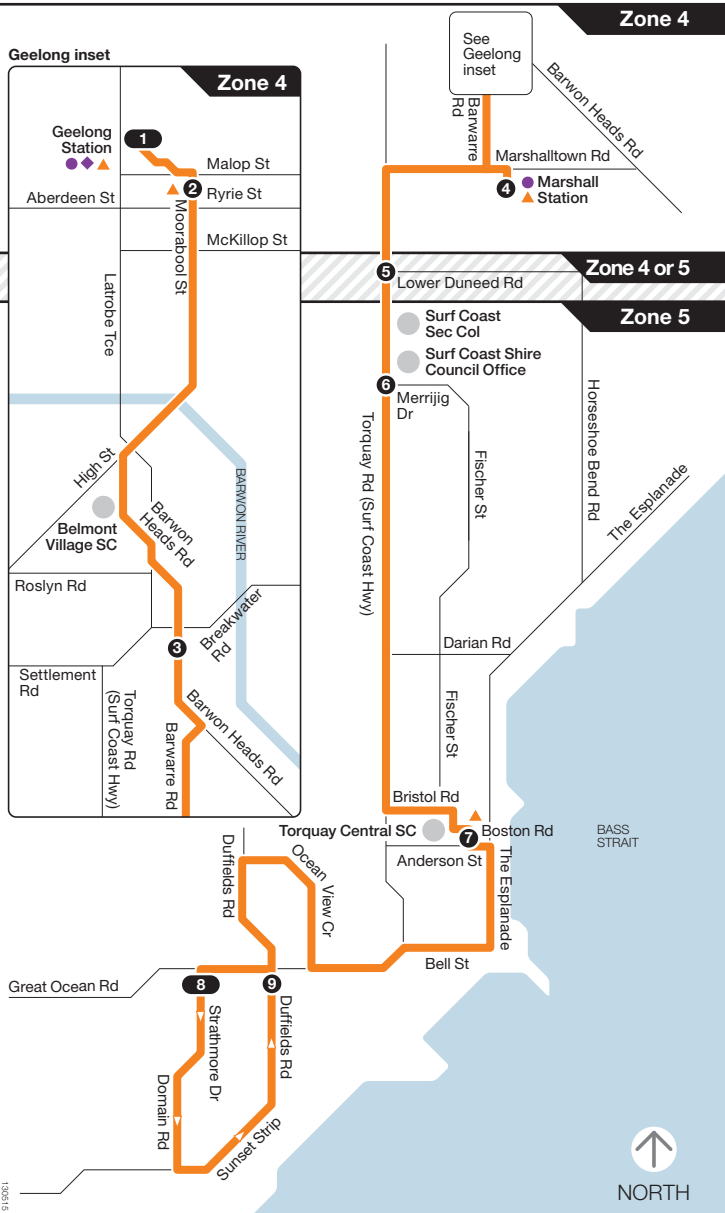 Zone 4
Geelong inset
Zone 4
See
Geelong
inset
Barwarre
Rd
Barwon Heads Rd
Marshalltown Rd
4
Marshall
Station
Geelong
Station
1
Malop St
2
Ryrie St
Aberdeen St
Moorabool St
McKillop St
Latrobe Tce
High St
Belmont
Village SC
Barwon
Heads Rd
BARWON RIVER
Roslyn Rd
Breakwater
Rd
3
Settlement
Rd
Torquay Rd
(Surf Coast Hwy)
Barwarre Rd
Barwon Heads Rd
Zone 4 or 5
5
Lower Duneed Rd
Zone 5
Surf Coast
Sec Col
Surf Coast Shire
Council Office
6
Merrijig
Dr
Torquay Rd (Surf Coast Hwy)
Fischer St
Horseshoe Bend Rd
The Esplanade
Darian Rd
Fischer St
Bristol Rd
Torquay Central SC
7
Boston Rd
Anderson St
The Esplanade
BASS
STRAIT
Duffields Rd
Ocean
View Cr
Bell St
Great Ocean Rd
8
9
Strathmore Dr
Duffields Rd
Domain Rd
Sunset Strip
NORTH
130515